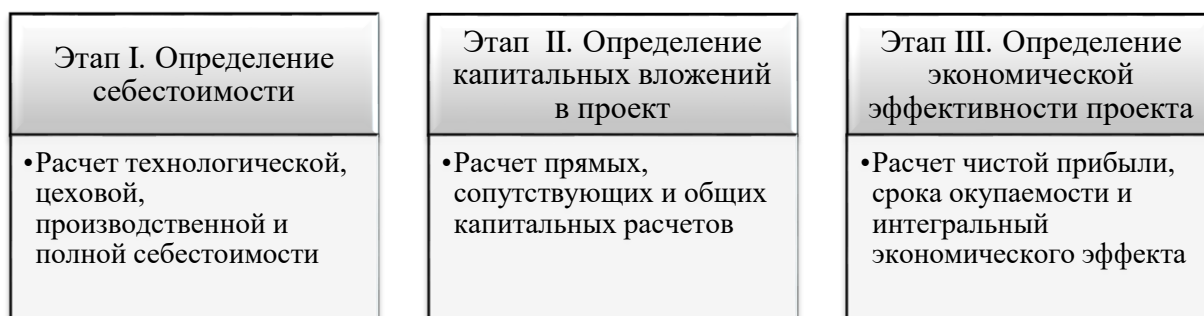 Этап I. Определение
себестоимости
•Расчет технологической,
цеховой,
производственной и
полной себестоимости
Этап  II. Определение
капитальных вложений
в проект
•Расчет прямых,
сопутствующих и общих
капитальных расчетов
Этап III. Определение
экономической
эффективности проекта
•Расчет чистой прибыли,
срока окупаемости и
интегральный
экономического эффекта